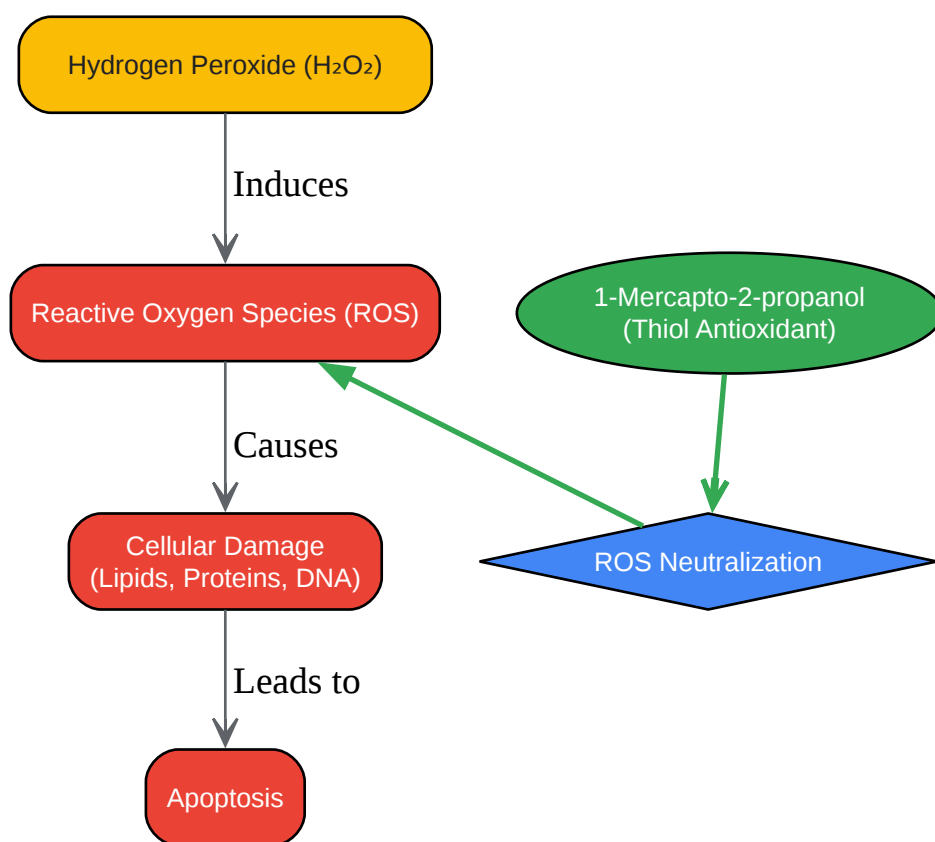 Hydrogen Peroxide (H₂O₂)
Induces
Reactive Oxygen Species (ROS)
1-Mercapto-2-propanol
(Thiol Antioxidant)
Causes
Cellular Damage
(Lipids, Proteins, DNA)
ROS Neutralization
Leads to
Apoptosis